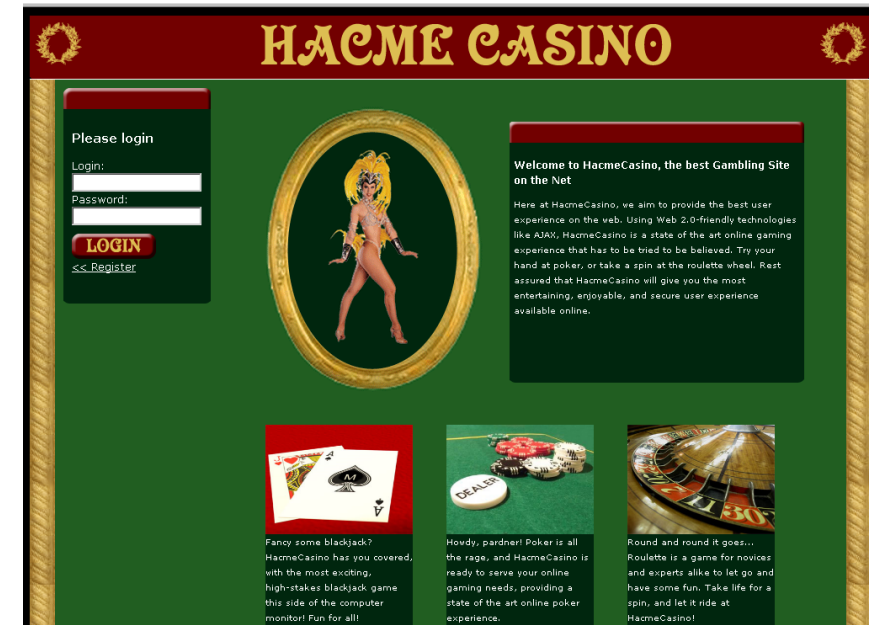 HACME CASINO
Please login
Login:
Password:
LOGIN
<< Register
Welcome to HacmeCasino, the best Gambling Site
on the Net
Here at HacmeCasino, we aim to provide the best user
experience on the web. Using Web 2.0-friendly technologies
like AJAX, HacmeCasino is a state of the art online gaming
experience that has to be tried to be believed. Try your
hand at poker, or take a spin at the roulette wheel. Rest
assured that HacmeCasino will give you the most
entertaining, enjoyable, and secure user experience
available online.
A
M
A
DEALER
11
30
Fancy some blackjack?
HacmeCasino has you covered,
with the most exciting,
high-stakes blackjack game
this side of the computer
monitor! Fun for all!
Howdy, pardner! Poker is all
the rage, and HacmeCasino is
ready to serve your online
gaming needs, providing a
state of the art online poker
experience.
Round and round it goes...
Roulette is a game for novices
and experts alike to let go and
have some fun. Take life for a
spin, and let it ride at
HacmeCasino!